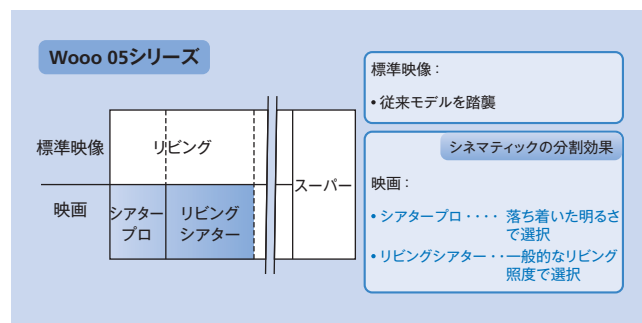 Wooo 05シリーズ
標準映像
リビング
映画
シアター
プロ
リビング
シアター
スーパー
標準映像：
• 従来モデルを踏襲
シネマティックの分割効果
映画：
• シアタープロ・・・・ 落ち着いた明るさ
で選択
• リビングシアター・・一般的なリビング
照度で選択